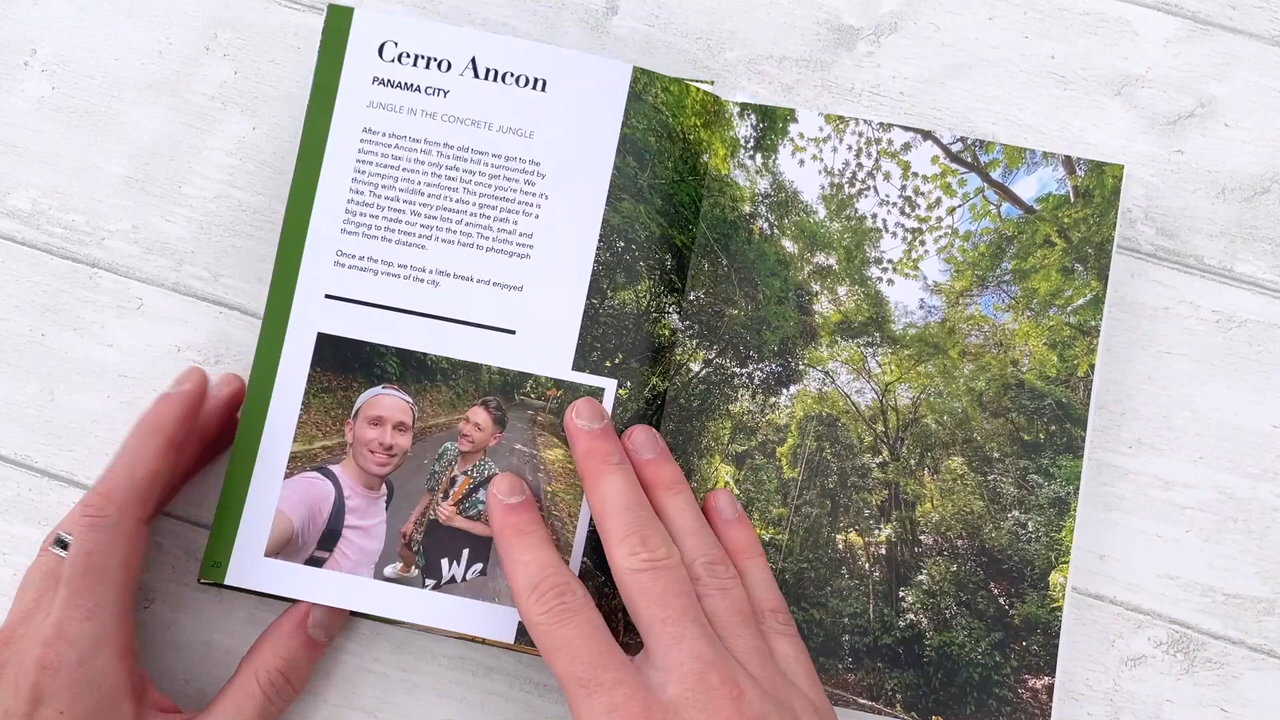 Cerro Ancon
PANAMA CITY
JUNGLE IN THE CONCRETE JUNGLE
After a short taxi from the old town we got to the
entrance Ancon Hill. This little hill is surrounded by
slums so taxi is the only safe way to get here. We
were scared even in the taxi but once you're here it's
like jumping into a rainforest. This protexted area is
thriving with wildlife and it's also a great place for a
hike. The walk was very pleasant as the path is
shaded by trees. We saw lots of animals, small and
big as we made our way to the top. The sloths were
clinging to the trees and it was hard to photograph
them from the distance.
Once at the top, we took a little break and enjoyed
the amazing views of the city.
We
20